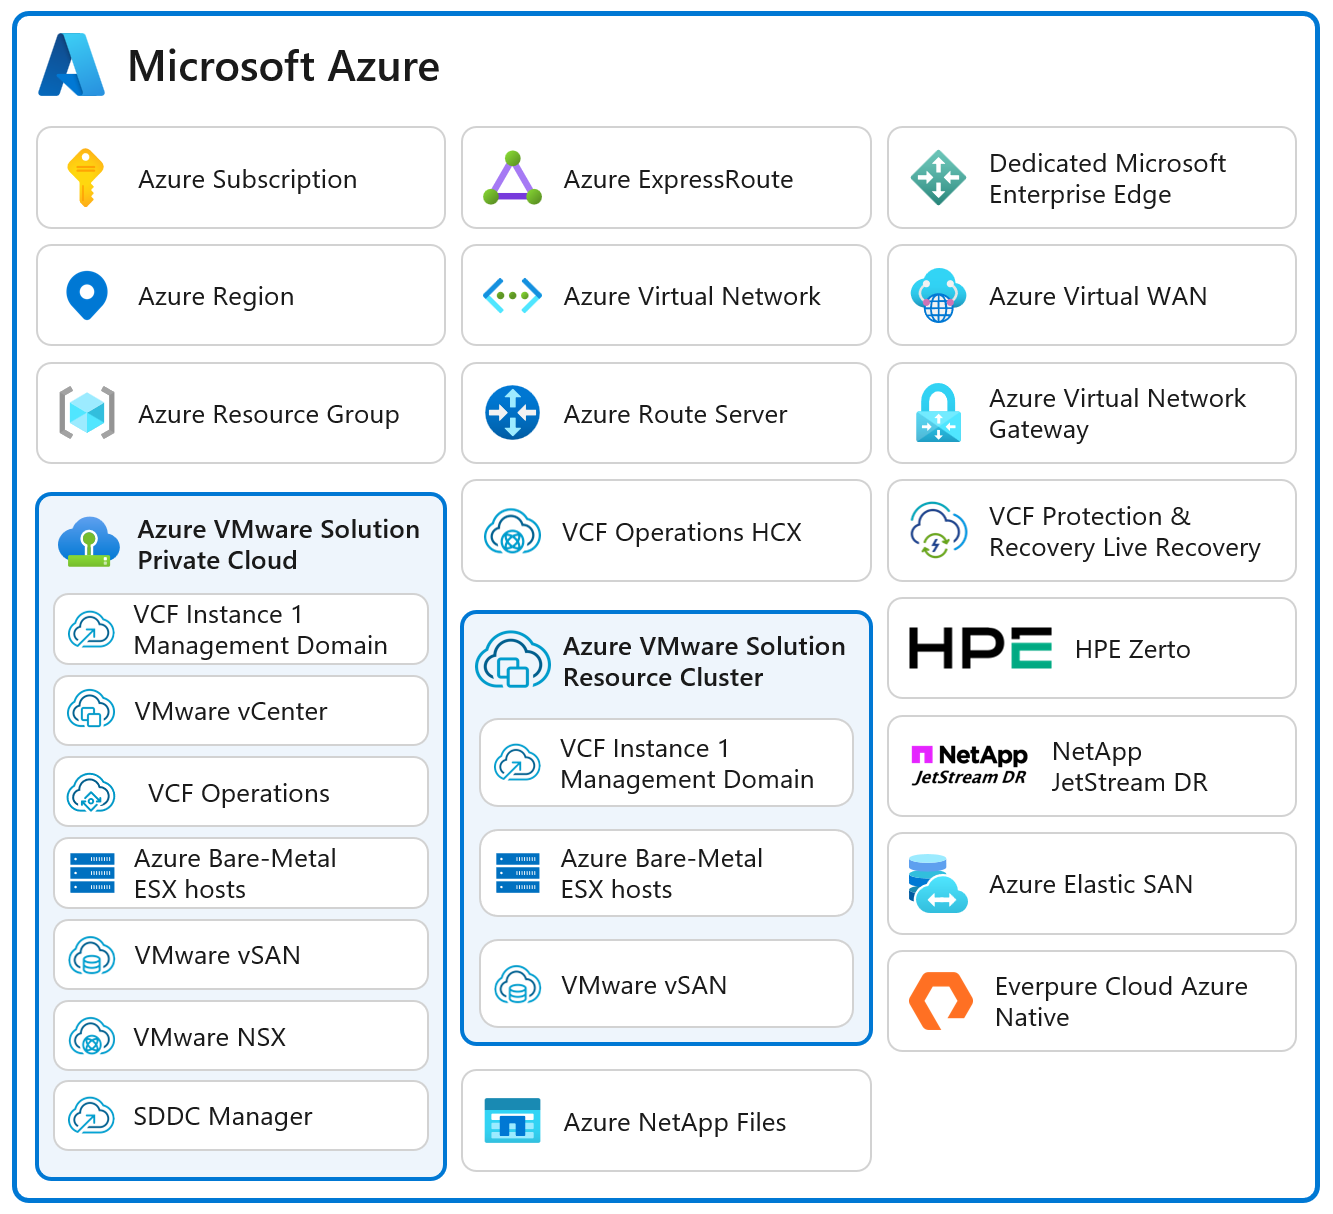 Microsoft Azure
Azure Subscription
Azure Region
Azure Resource Group
Azure VMware Solution
Private Cloud
VCF Instance 1
Management Domain
VMware vCenter
VCF Operations
Azure Bare-Metal
ESX hosts
VMware vSAN
VMware NSX
SDDC Manager
Azure ExpressRoute
Azure Virtual Network
Azure Route Server
VCF Operations HCX
Azure VMware Solution
Resource Cluster
VCF Instance 1
Management Domain
Azure Bare-Metal
ESX hosts
VMware vSAN
Azure NetApp Files
Dedicated Microsoft
Enterprise Edge
Azure Virtual WAN
Azure Virtual Network
Gateway
VCF Protection &
Recovery Live Recovery
HPE
HPE Zerto
NetApp
JetStream DR
NetApp
JetStream DR
Azure Elastic SAN
Everpure Cloud Azure
Native